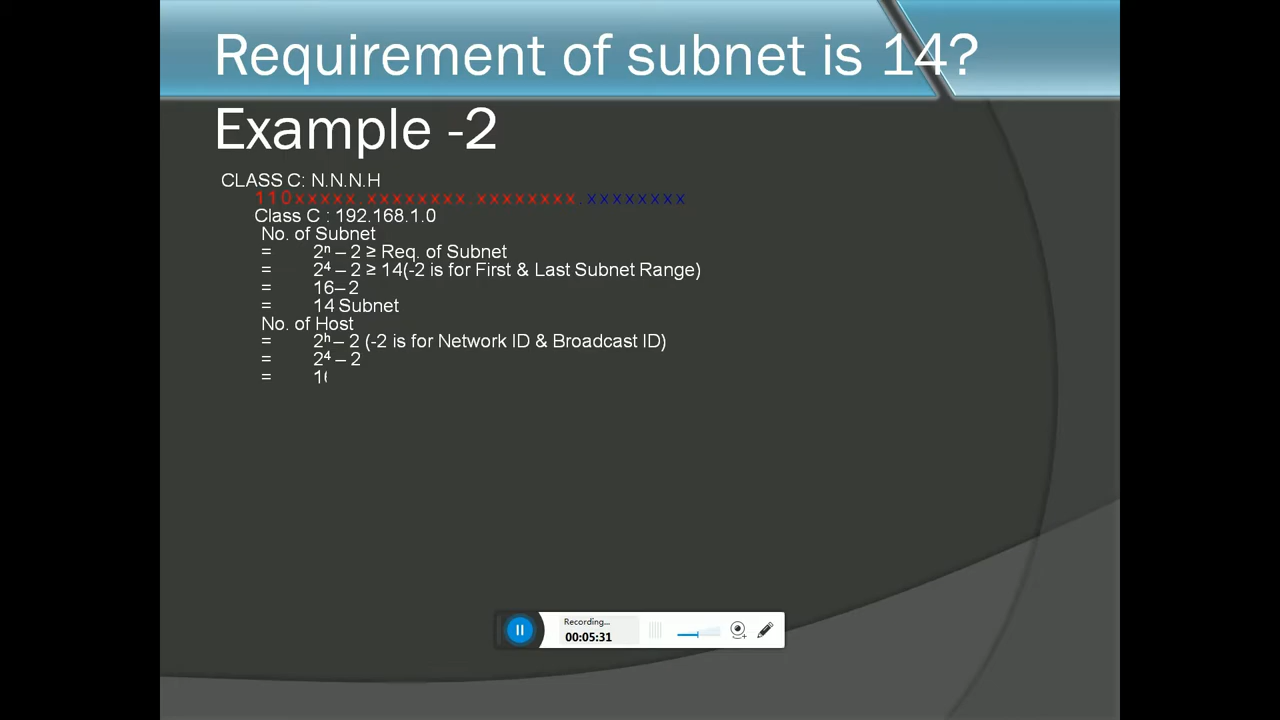 Requirement of subnet is 14?
Example -2
CLASS C: N.N.N.H
110xxxxx.xxxxxxxx.xxxxxxxx.xxxxxxxx
Class C : 192.168.1.0
No. of Subnet
= 2ⁿ – 2 ≥ Req. of Subnet
= 2⁴ – 2 ≥ 14(-2 is for First & Last Subnet Range)
= 16– 2
= 14 Subnet
No. of Host
= 2ʰ – 2 (-2 is for Network ID & Broadcast ID)
= 2⁴ – 2
= 1
Recording...
00:05:31